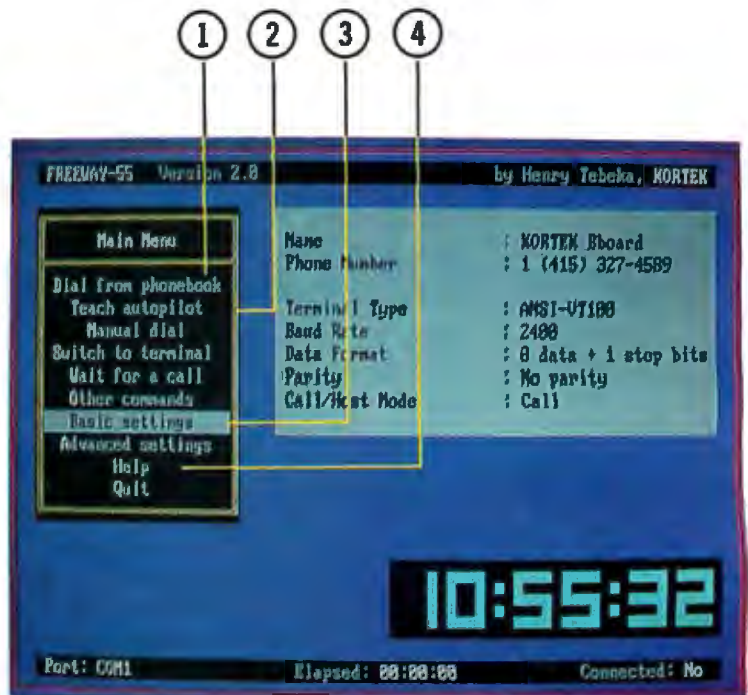 1 2 3 4
FREEWAY-55 Version 2.0 by Henry Tebeka, KORTEK
Main Menu
Dial from phonebook
Teach autopilot
Manual dial
Switch to terminal
Wait for a call
Other commands
Basic settings
Advanced settings
Help
Quit
Name : KORTEK Bboard
Phone Number : 1 (415) 327-4589
Terminal Type : ANSI-VT100
Baud Rate : 2400
Data Format : 8 data + 1 stop bits
Parity : No parity
Call/Host Mode : Call
10:55:32
Port: COM1 Elapsed: 00:00:00 Connected: No